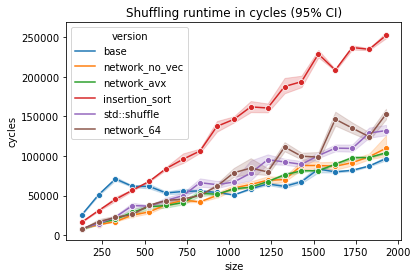 Shuffling runtime in cycles (95% CI)
version
base
network_no_vec
network_avx
insertion_sort
std::shuffle
network_64
cycles
250000
200000
150000
100000
50000
0
250 500 750 1000 1250 1500 1750 2000
size